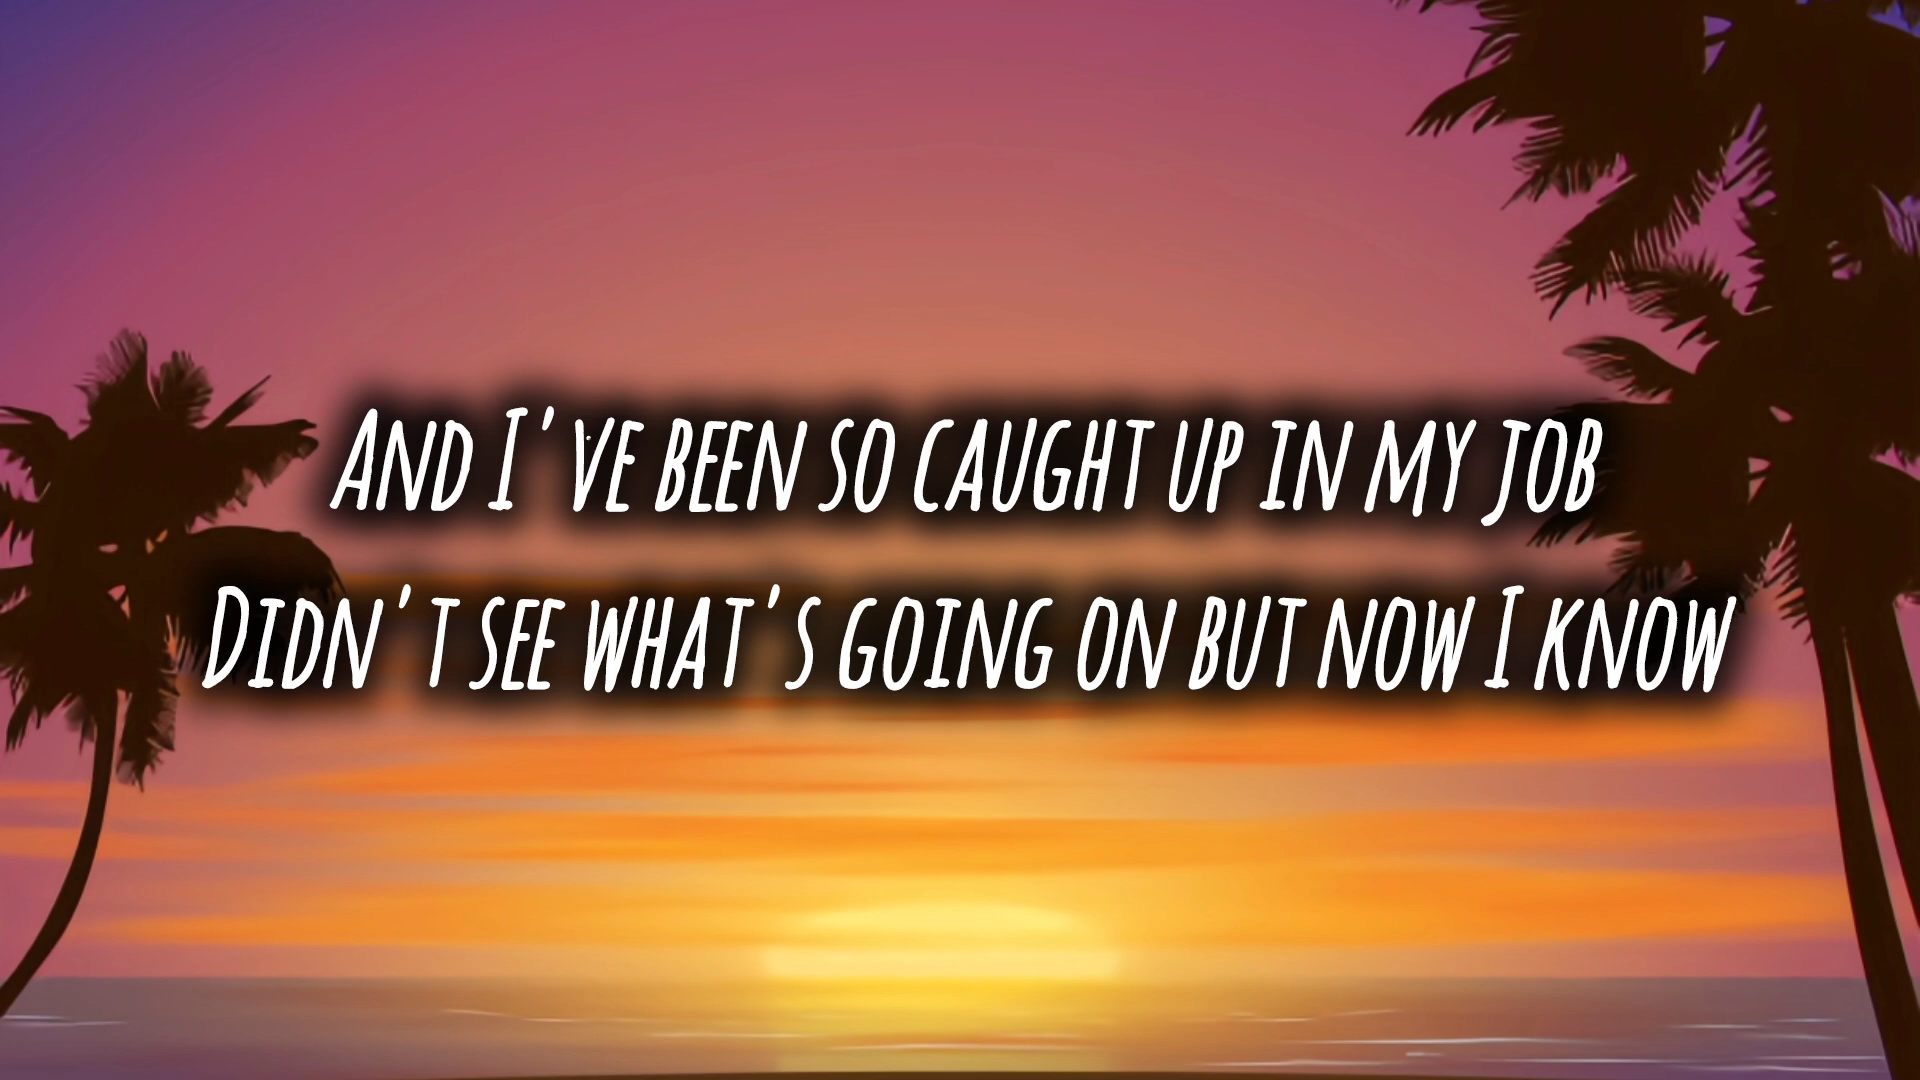 And I've been so caught up in my job
Didn't see what's going on but now I know